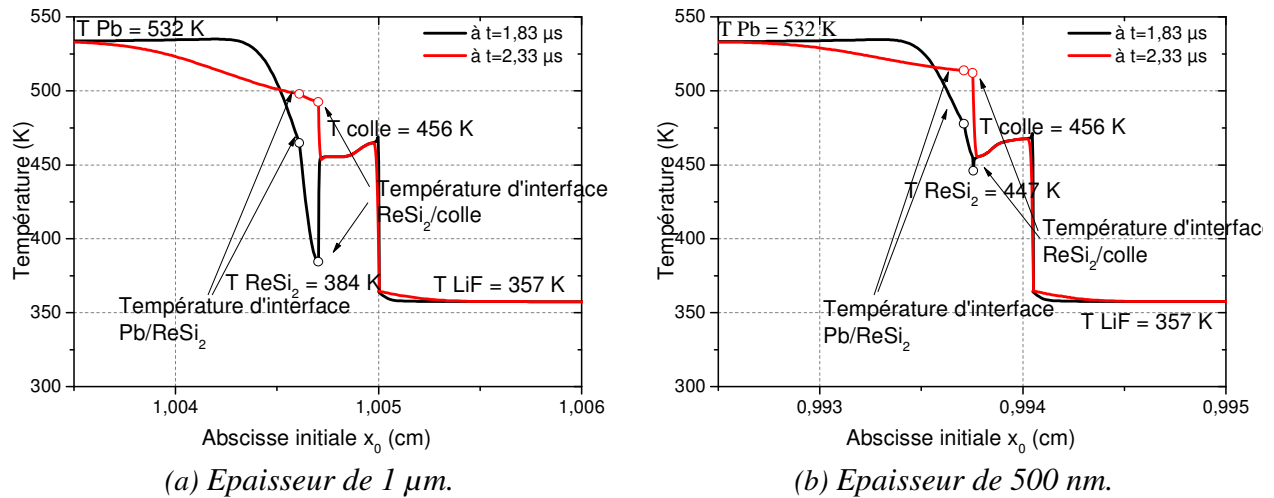 T Pb = 532 K
à t=1,83 µs
à t=2,33 µs
T colle = 456 K
Température d'interface
ReSi2/colle
T ReSi2 = 384 K
T LiF = 357 K
Température d'interface
Pb/ReSi2
550
500
450
400
350
300
Température (K)
1,004
1,005
1,006
Abscisse initiale x0 (cm)
(a) Epaisseur de 1 µm.
T Pb = 532 K
à t=1,83 µs
à t=2,33 µs
T colle = 456 K
T ReSi2 = 447 K
Température d'interface
ReSi2/colle
Température d'interface
Pb/ReSi2
T LiF = 357 K
550
500
450
400
350
300
Température (K)
0,993
0,994
0,995
Abscisse initiale x0 (cm)
(b) Epaisseur de 500 nm.